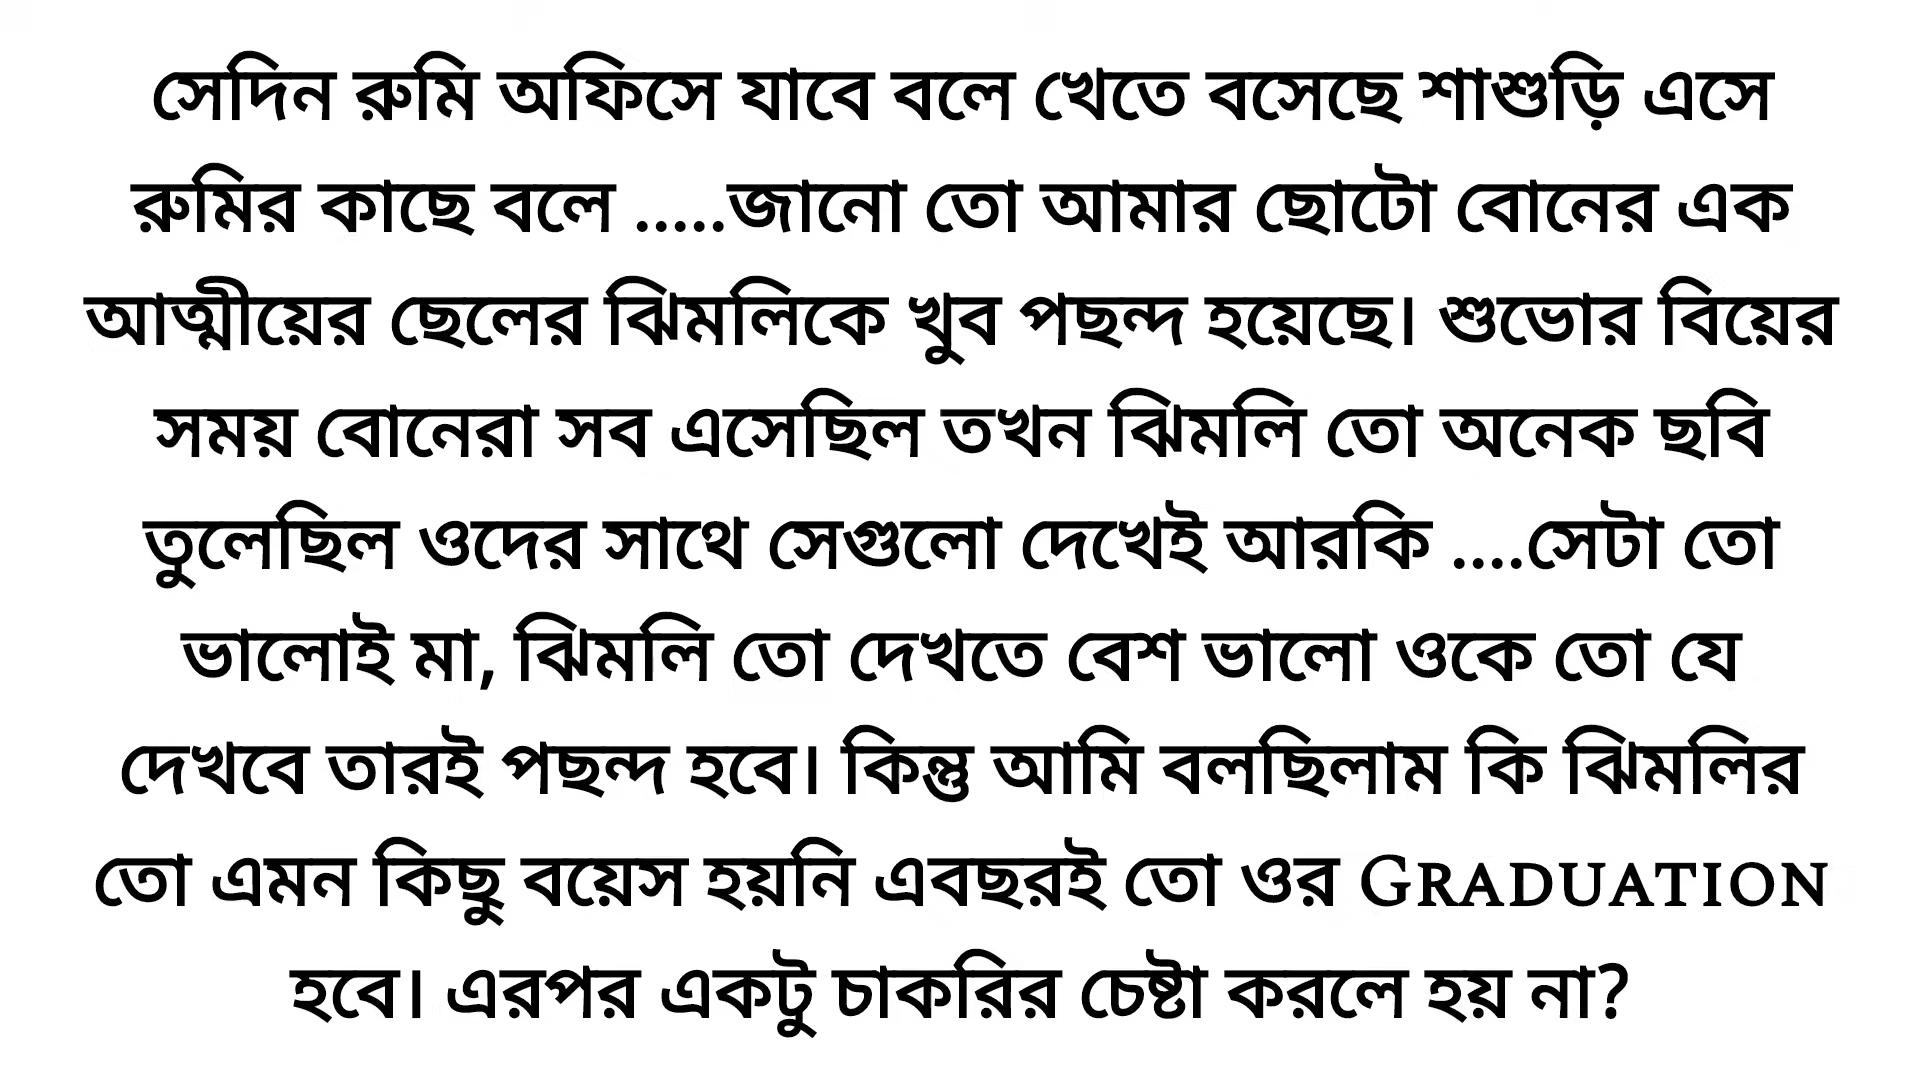 সেদিন রুমি অফিসে যাবে বলে খেতে বসেছে শাশুড়ি এসে
রুমির কাছে বলে .....জানো তো আমার ছোটো বোনের এক
আত্মীয়ের ছেলের ঝিমলিকে খুব পছন্দ হয়েছে। শুভোর বিয়ের
সময় বোনেরা সব এসেছিল তখন ঝিমলি তো অনেক ছবি
তুলেছিল ওদের সাথে সেগুলো দেখেই আরকি ....সেটা তো
ভালোই মা, ঝিমলি তো দেখতে বেশ ভালো ওকে তো যে
দেখবে তারই পছন্দ হবে। কিন্তু আমি বলছিলাম কি ঝিমলির
তো এমন কিছু বয়েস হয়নি এবছরই তো ওর GRADUATION
হবে। এরপর একটু চাকরির চেষ্টা করলে হয় না?